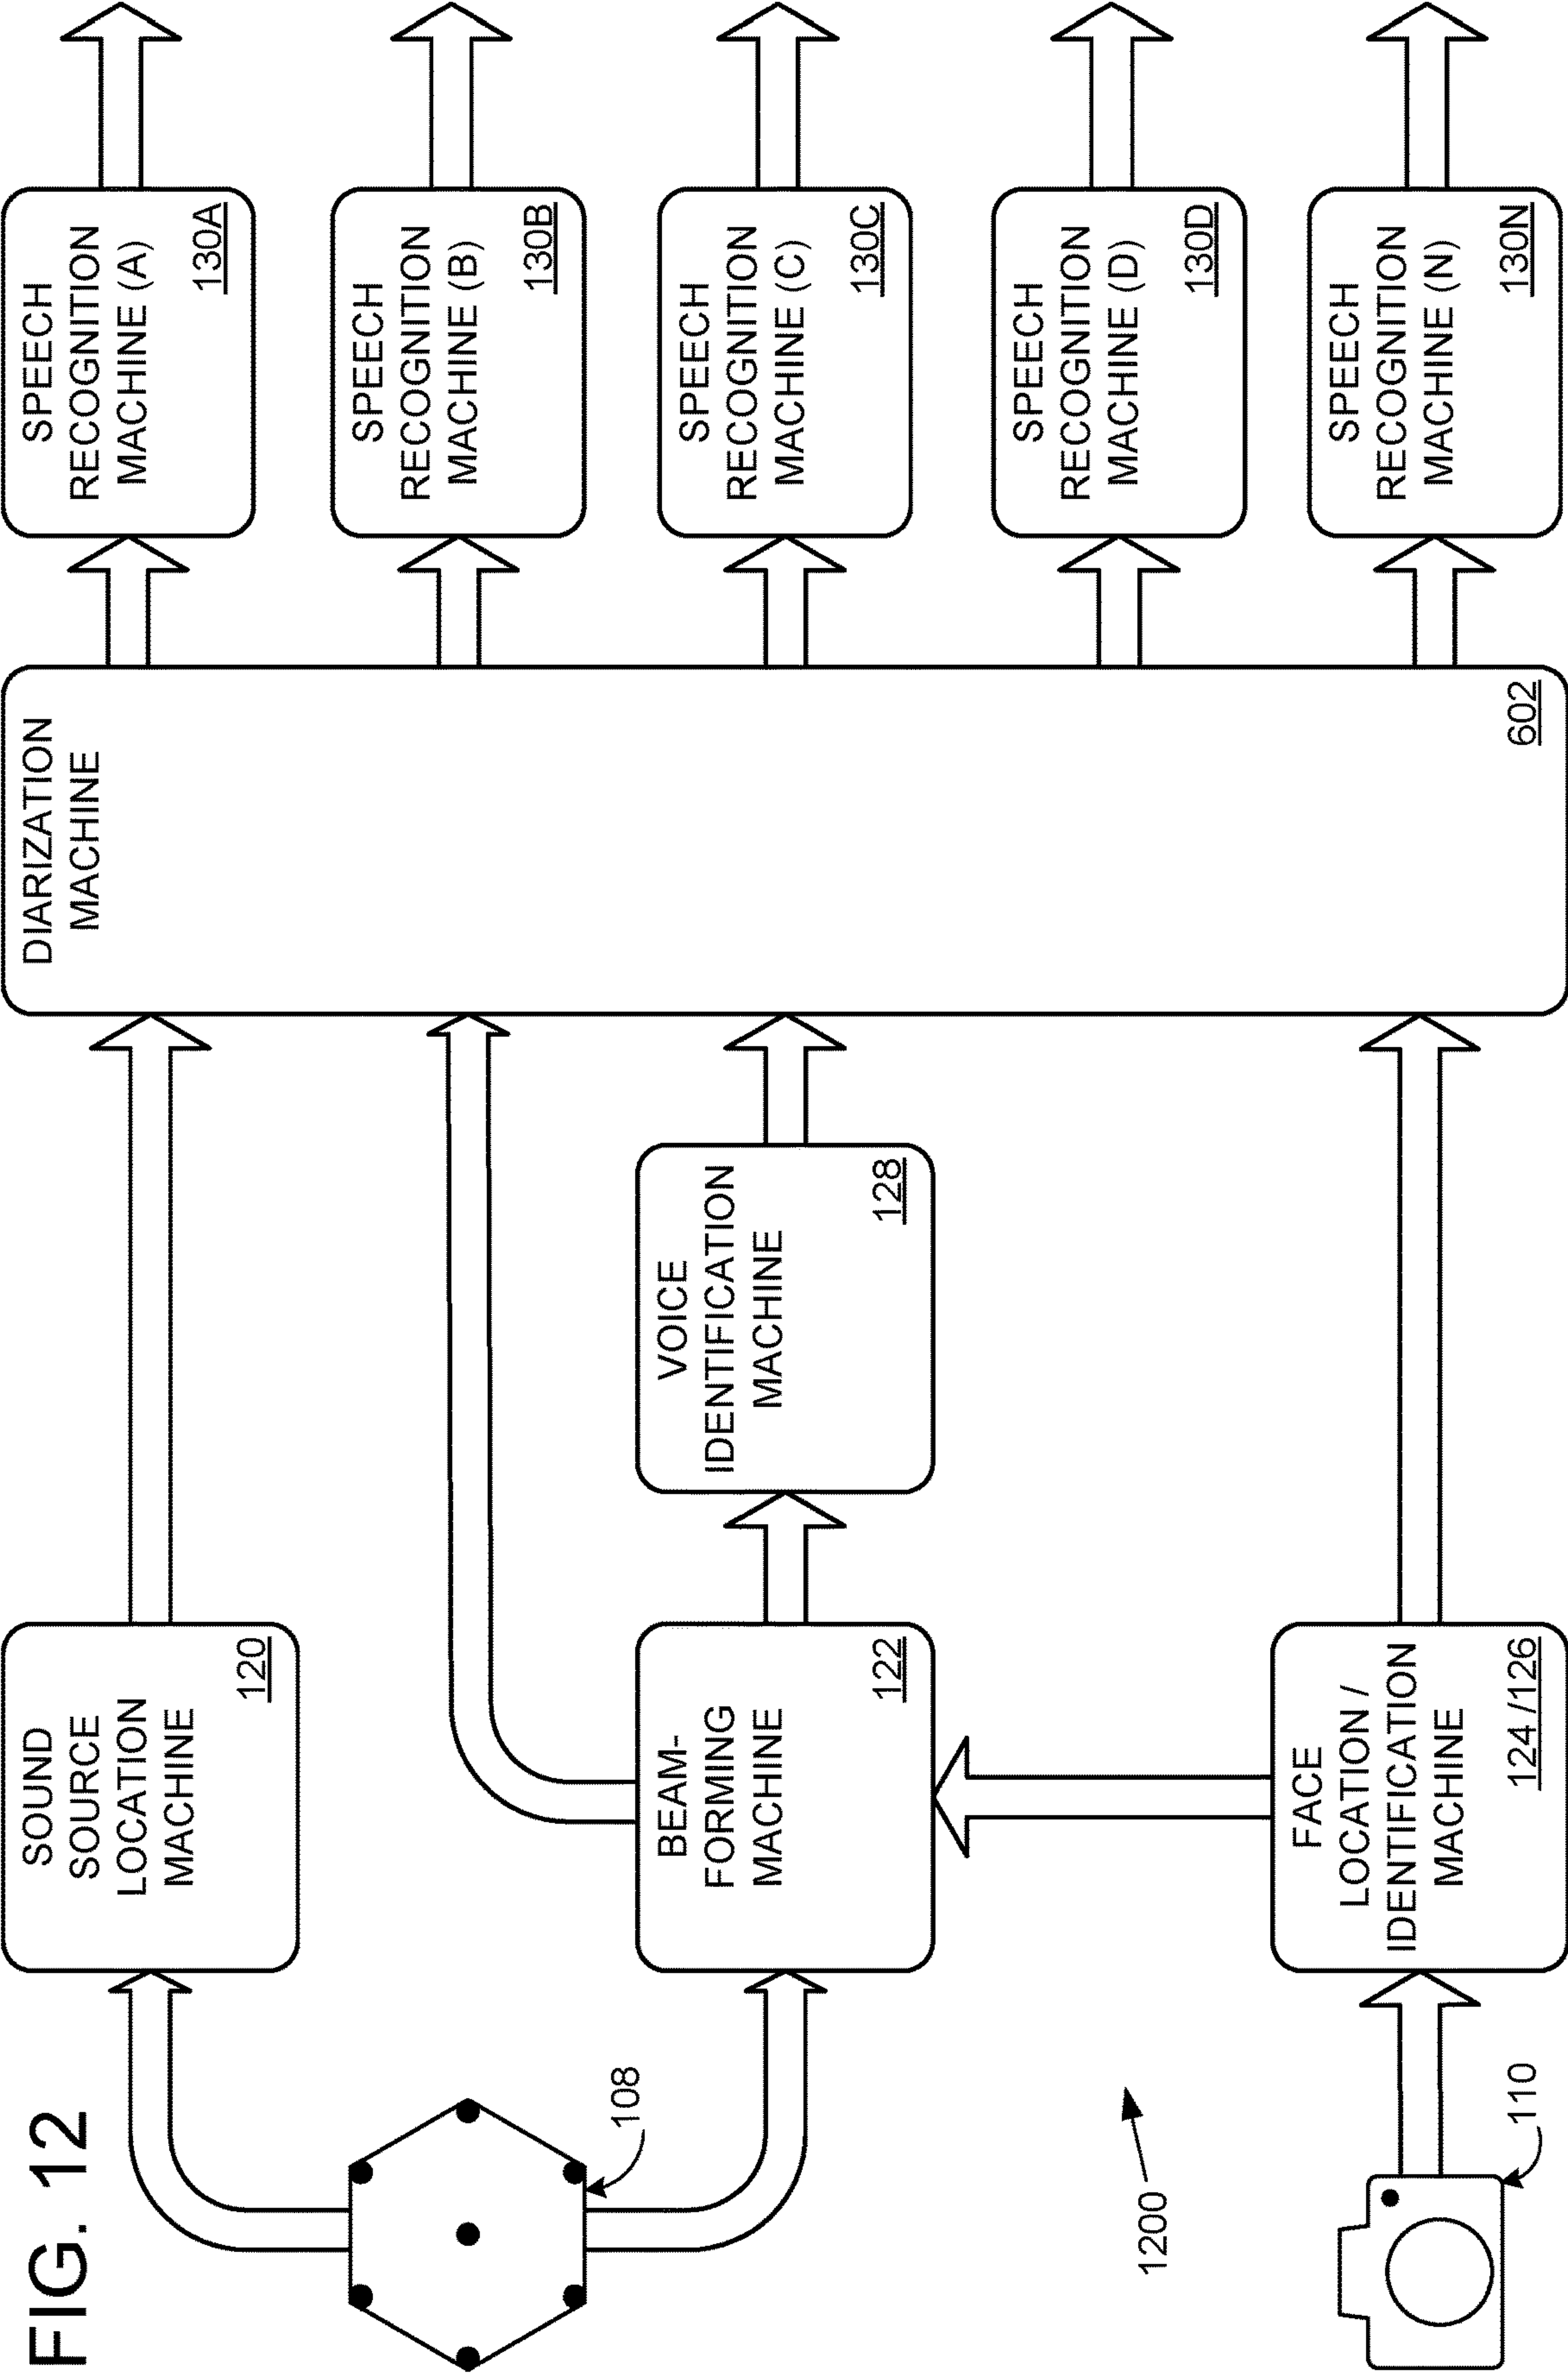 FIG. 12
108
110
1200
SOUND
SOURCE
LOCATION
MACHINE
120
BEAM-
FORMING
MACHINE
122
FACE
LOCATION /
IDENTIFICATION
MACHINE
124 /126
VOICE
IDENTIFICATION
MACHINE
128
DIARIZATION
MACHINE
602
SPEECH
RECOGNITION
MACHINE (A)
130A
SPEECH
RECOGNITION
MACHINE (B)
130B
SPEECH
RECOGNITION
MACHINE (C)
130C
SPEECH
RECOGNITION
MACHINE (D)
130D
SPEECH
RECOGNITION
MACHINE (N)
130N